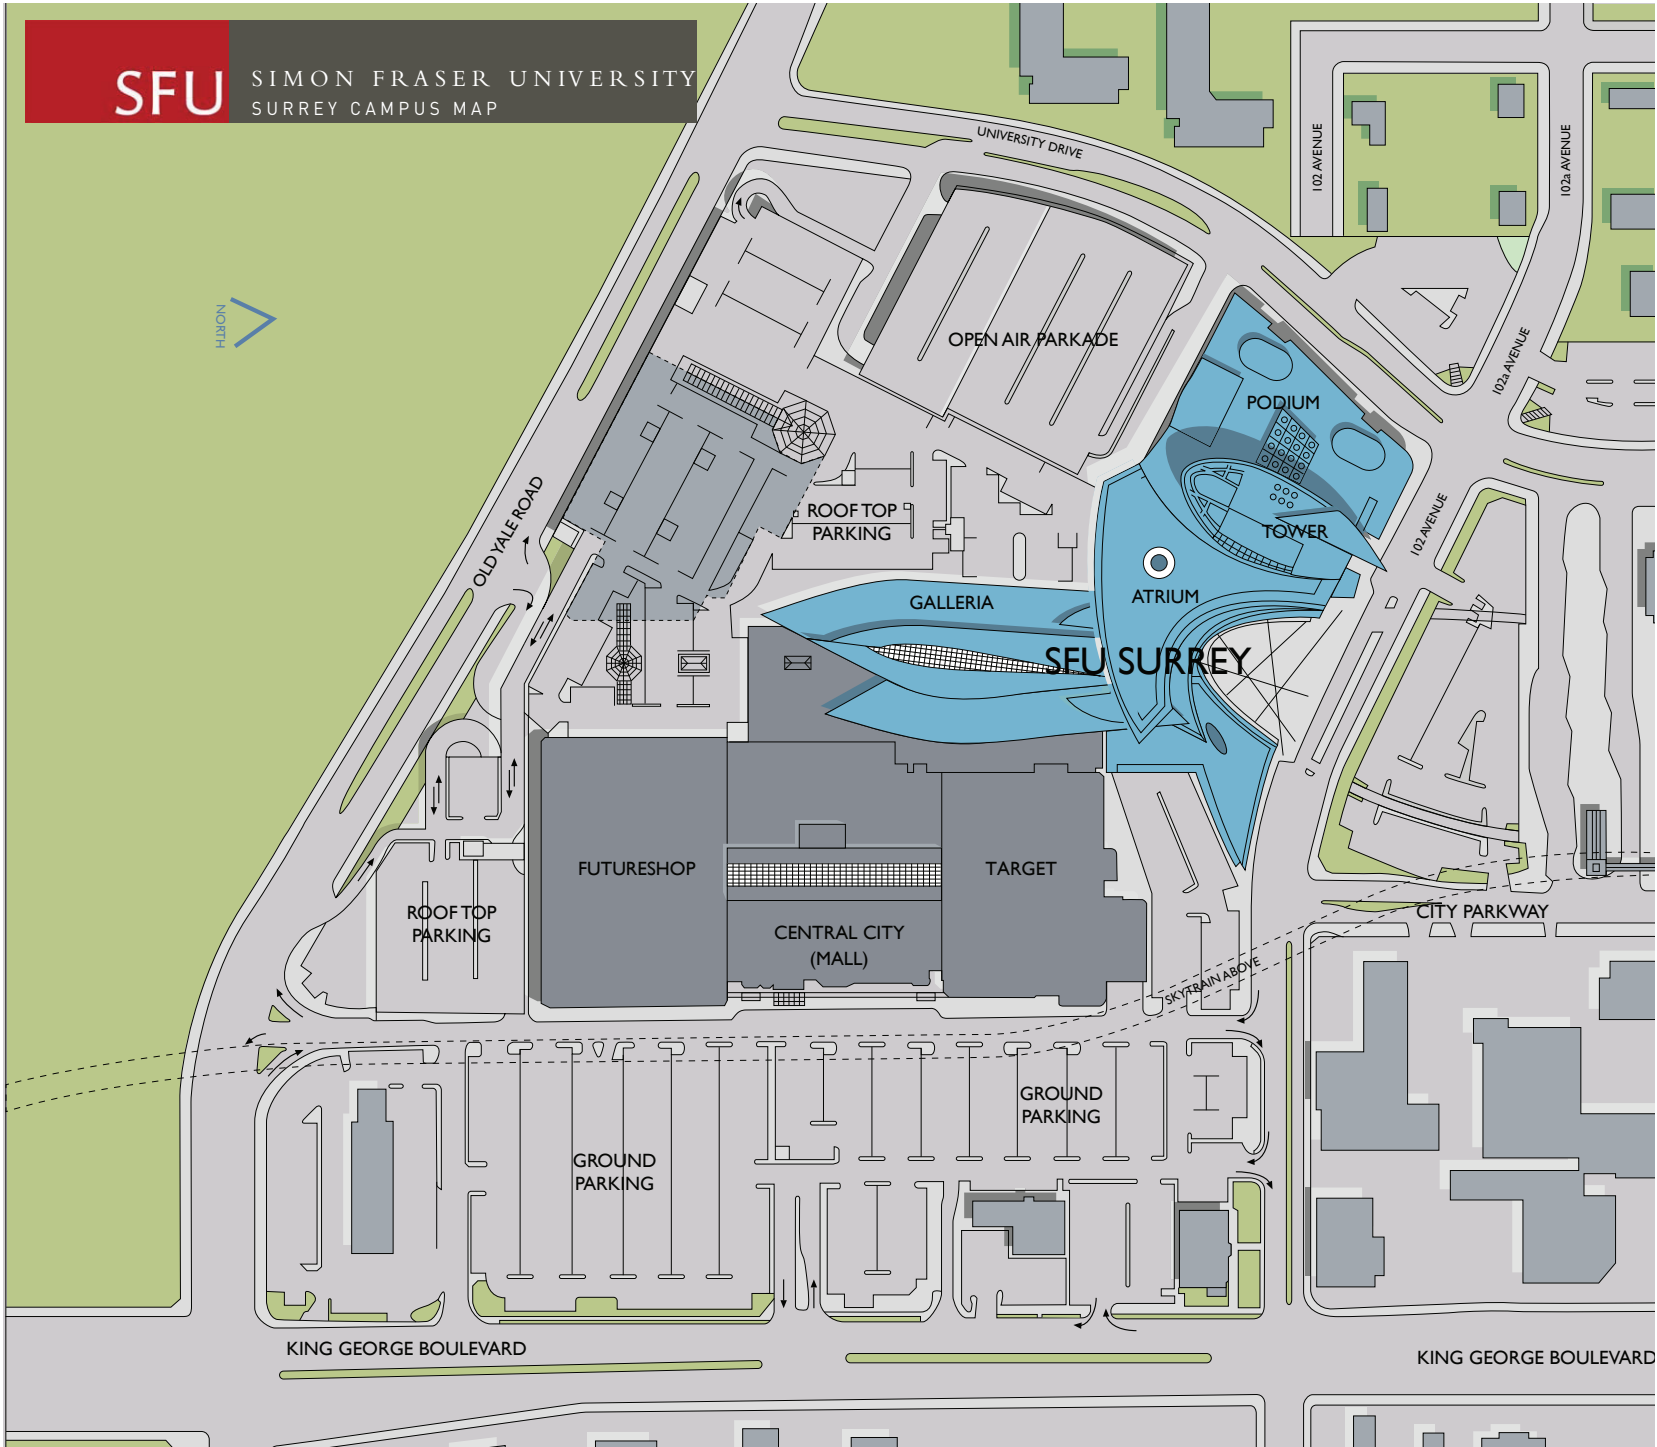 SFU
SIMON FRASER UNIVERSITY
SURREY CAMPUS MAP
UNIVERSITY DRIVE
102 AVENUE
102a AVENUE
NORTH
OPEN AIR PARKADE
102a AVENUE
PODIUM
OLD YALE ROAD
ROOF TOP
PARKING
102 AVENUE
TOWER
GALLERIA
ATRIUM
SFU SURREY
FUTURESHOP
TARGET
ROOF TOP
PARKING
CENTRAL CITY
(MALL)
CITY PARKWAY
SKYTRAIN ABOVE
GROUND
PARKING
GROUND
PARKING
KING GEORGE BOULEVARD
KING GEORGE BOULEVARD